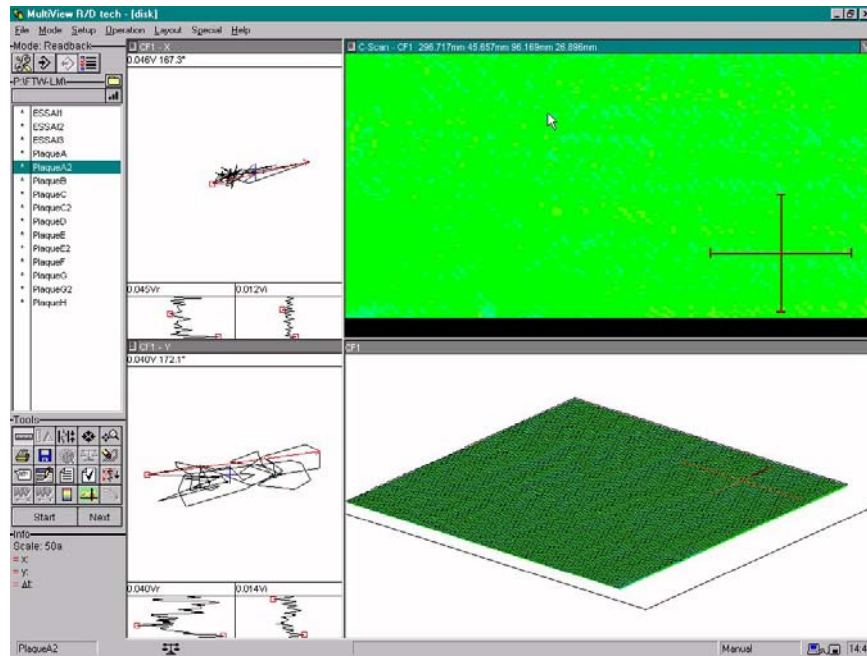 MultiView R/D tech - [disk]
File Mode Setup Operation Layout Special Help
Mode: Readback
P:\FTW-LM\
* ESSAI1
* ESSAI2
* ESSAI3
* PlaqueA
* PlaqueA2
* PlaqueB
* PlaqueC
* PlaqueC2
* PlaqueD
* PlaqueE
* PlaqueE2
* PlaqueF
* PlaqueG
* PlaqueG2
* PlaqueH
Tools
Start Next
Info
Scale: 50a
= x:
= y:
= Δt:
CF1 - X
0.046V 167.3°
0.045Vr 0.012Vi
CF1 - Y
0.040V 172.1°
0.040Vr 0.014Vi
C-Scan - CF1 296.717mm 45.657mm 96.169mm 26.896mm
CF1
PlaqueA2
Manual